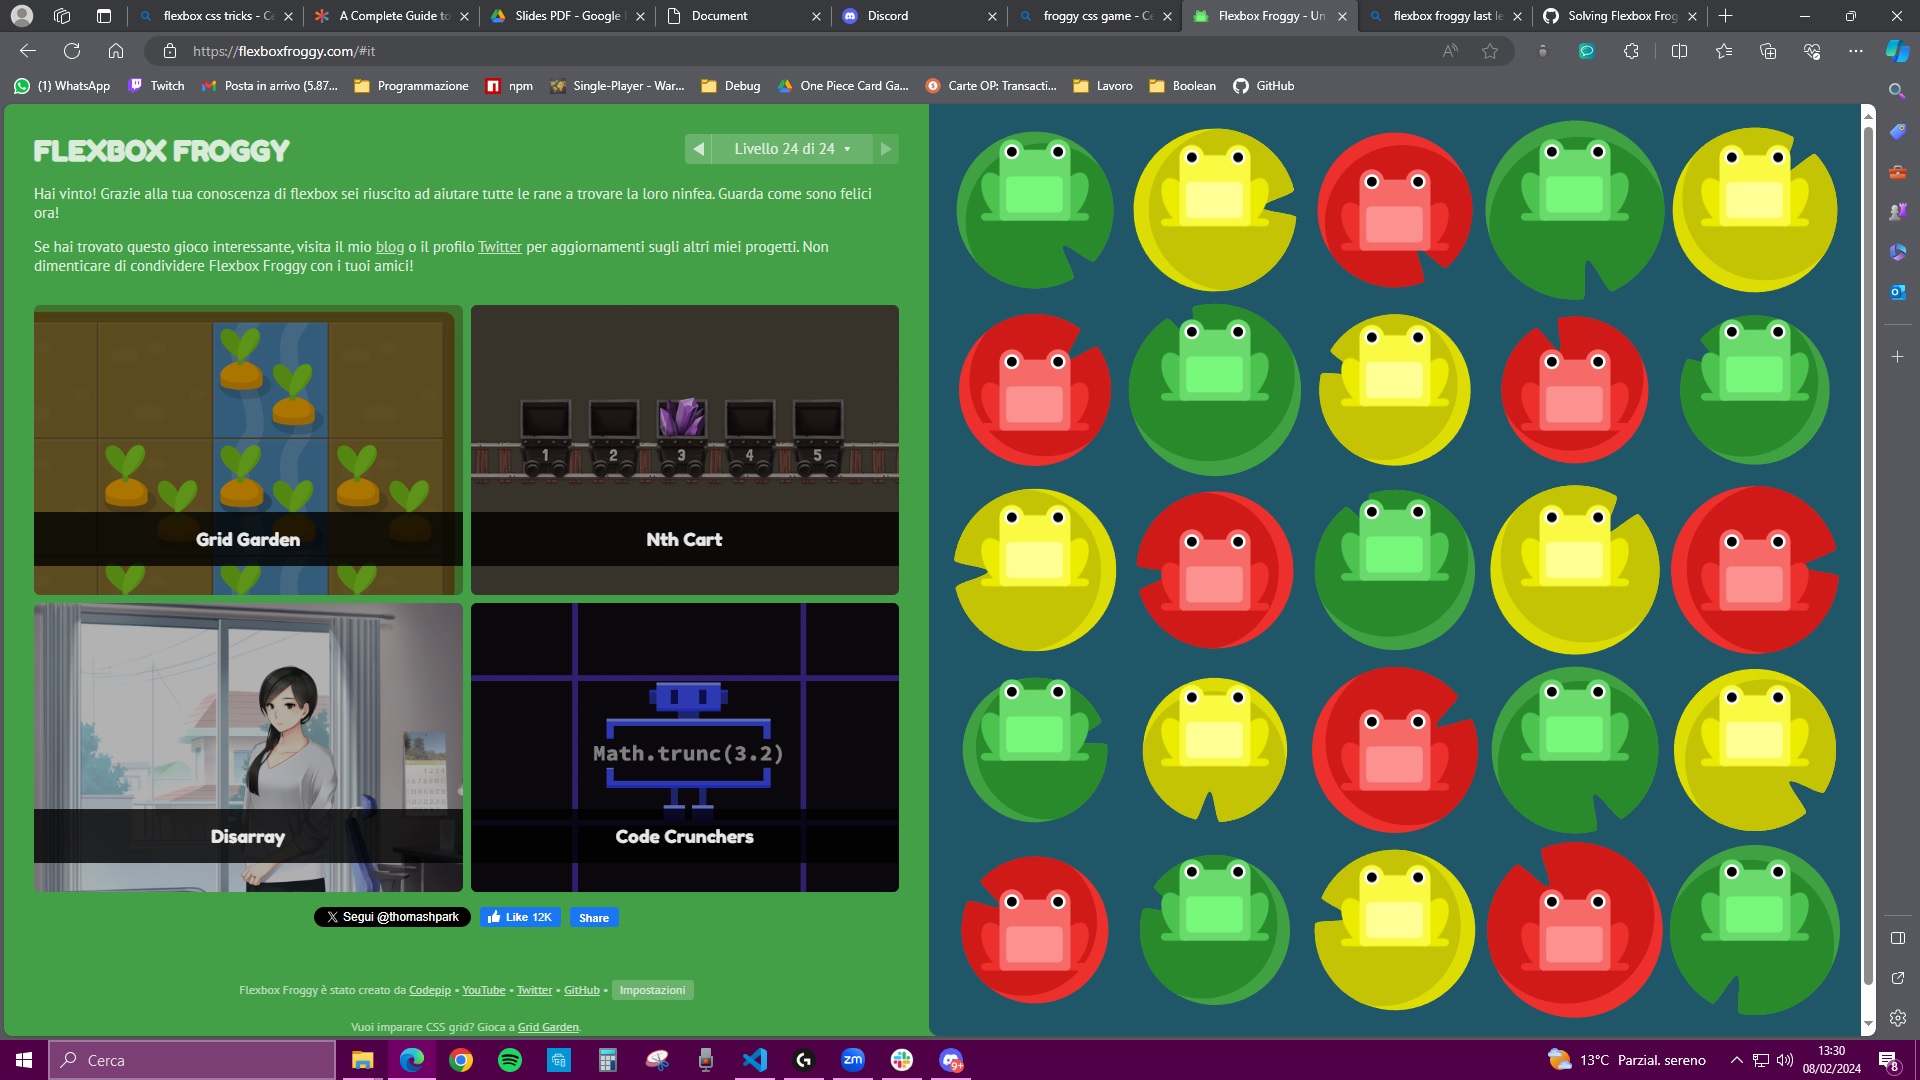 flexbox css tricks - Ce
A Complete Guide to
Slides PDF - Google
Document
Discord
froggy css game - Ce
Flexbox Froggy - Un
flexbox froggy last le
Solving Flexbox Frog
https://flexboxfroggy.com/#it
(1) WhatsApp
Twitch
Posta in arrivo (5.87...
Programmazione
npm
Single-Player - War...
Debug
One Piece Card Ga...
Carte OP: Transacti...
Lavoro
Boolean
GitHub
FLEXBOX FROGGY
Livello 24 di 24
Hai vinto! Grazie alla tua conoscenza di flexbox sei riuscito ad aiutare tutte le rane a trovare la loro ninfea. Guarda come sono felici
ora!
Se hai trovato questo gioco interessante, visita il mio blog o il profilo Twitter per aggiornamenti sugli altri miei progetti. Non
dimenticare di condividere Flexbox Froggy con i tuoi amici!
1 2 3 4 5
Grid Garden
Nth Cart
Math.trunc(3.2)
Disarray
Code Crunchers
Segui @thomashpark
Like 12K
Share
Flexbox Froggy è stato creato da Codepip • YouTube • Twitter • GitHub • Impostazioni
Vuoi imparare CSS grid? Gioca a Grid Garden.
Cerca
zm
9+
13°C Parzial. sereno
13:30
08/02/2024
8